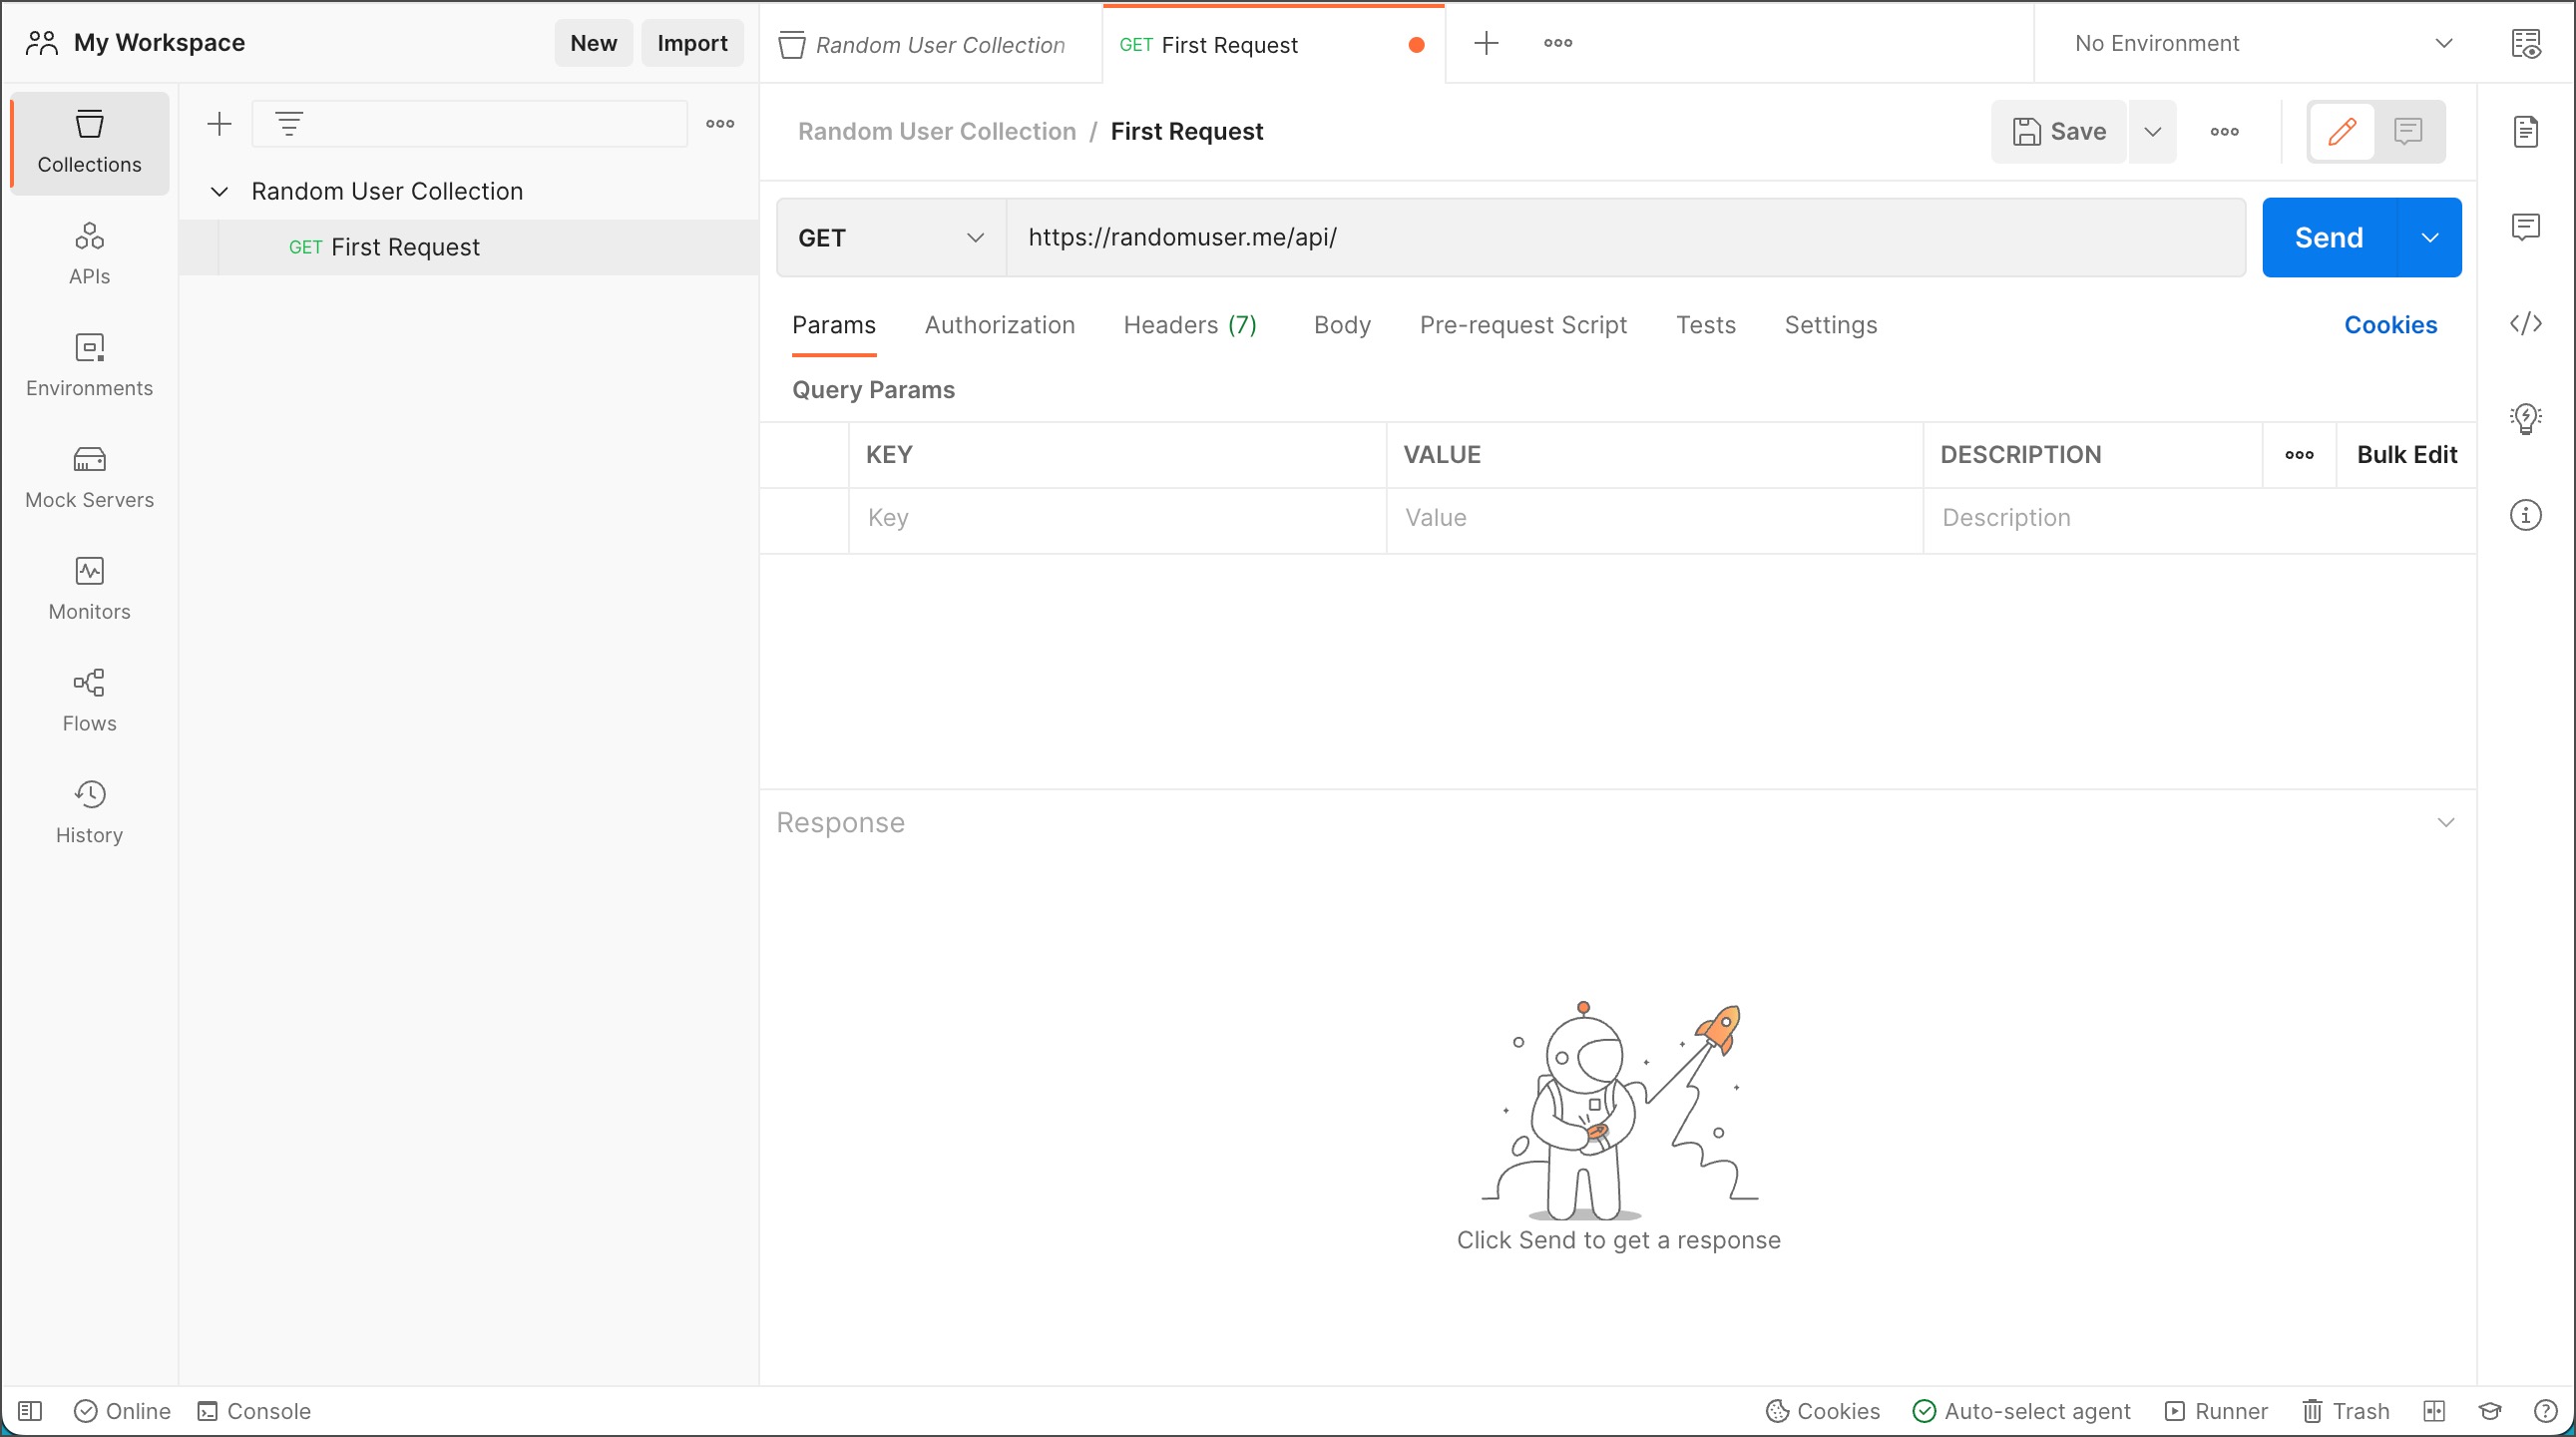 My Workspace
New
Import
Random User Collection
GET First Request
No Environment
Collections
APIs
Environments
Mock Servers
Monitors
Flows
History
Random User Collection
GET First Request
Random User Collection / First Request
Save
GET
https://randomuser.me/api/
Send
Params
Authorization
Headers (7)
Body
Pre-request Script
Tests
Settings
Cookies
Query Params
KEY
VALUE
DESCRIPTION
Bulk Edit
Key
Value
Description
Response
Click Send to get a response
Online
Console
Cookies
Auto-select agent
Runner
Trash